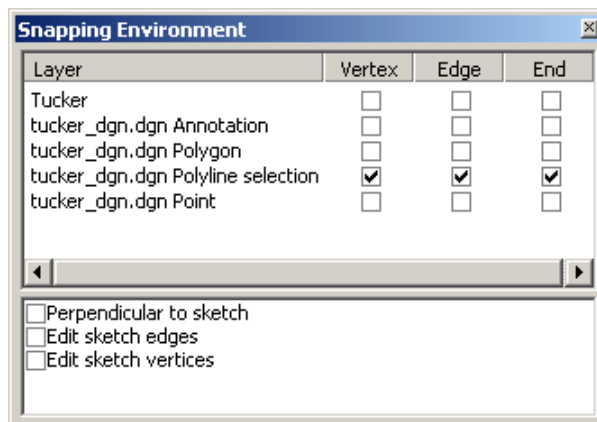 Snapping Environment
Layer Vertex Edge End
Tucker
tucker_dgn.dgn Annotation
tucker_dgn.dgn Polygon
tucker_dgn.dgn Polyline selection
tucker_dgn.dgn Point
Perpendicular to sketch
Edit sketch edges
Edit sketch vertices